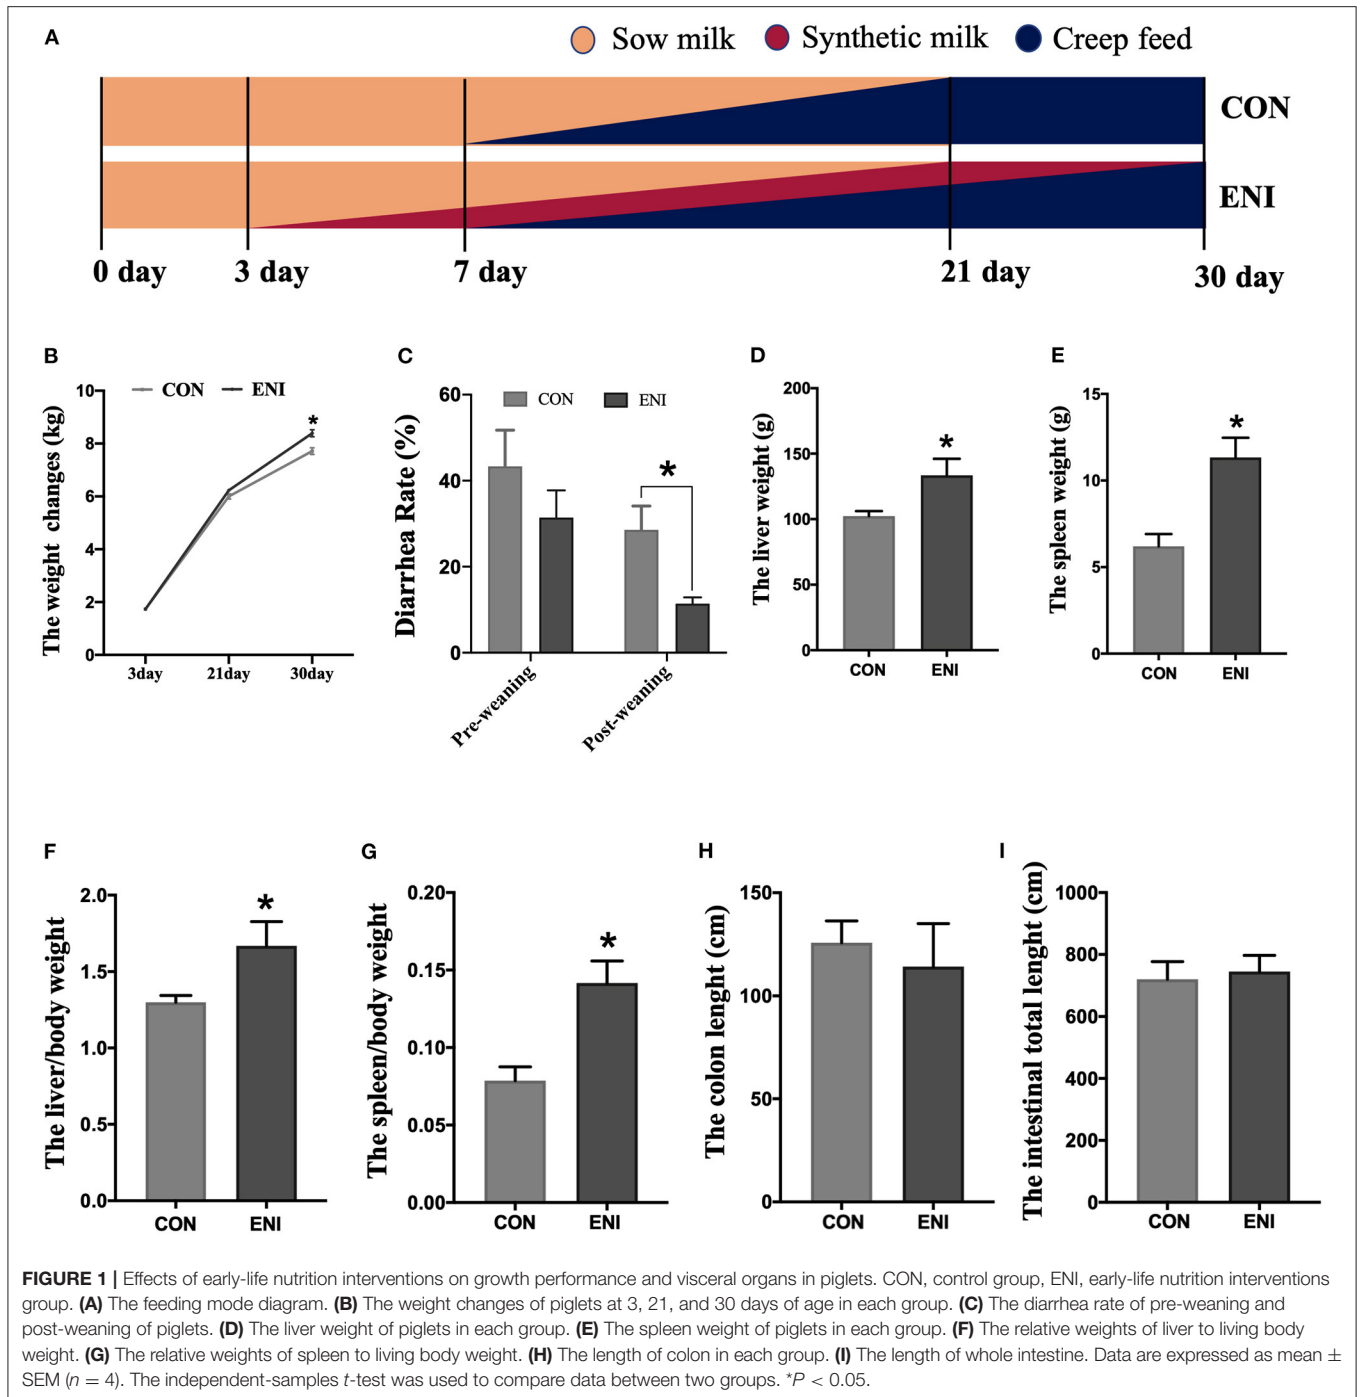 A
Sow milk
Synthetic milk
Creep feed
CON
ENI
0 day
3 day
7 day
21 day
30 day
B
The weight changes (kg)
CON
ENI
10
8
6
4
2
0
*
3day
21day
30day
C
Diarrhea Rate (%)
CON
ENI
60
40
20
0
*
Pre-weaning
Post-weaning
D
The liver weight (g)
200
150
100
50
0
*
CON
ENI
E
The spleen weight (g)
15
10
5
0
*
CON
ENI
F
The liver/body weight
2.0
1.5
1.0
0.5
0.0
*
CON
ENI
G
The spleen/body weight
0.20
0.15
0.10
0.05
0.00
*
CON
ENI
H
The colon lenght (cm)
150
100
50
0
CON
ENI
I
The intestinal total lenght (cm)
1000
800
600
400
200
0
CON
ENI
FIGURE 1 | Effects of early-life nutrition interventions on growth performance and visceral organs in piglets. CON, control group, ENI, early-life nutrition interventions
group. (A) The feeding mode diagram. (B) The weight changes of piglets at 3, 21, and 30 days of age in each group. (C) The diarrhea rate of pre-weaning and
post-weaning of piglets. (D) The liver weight of piglets in each group. (E) The spleen weight of piglets in each group. (F) The relative weights of liver to living body
weight. (G) The relative weights of spleen to living body weight. (H) The length of colon in each group. (I) The length of whole intestine. Data are expressed as mean ±
SEM (n = 4). The independent-samples t-test was used to compare data between two groups. *P < 0.05.